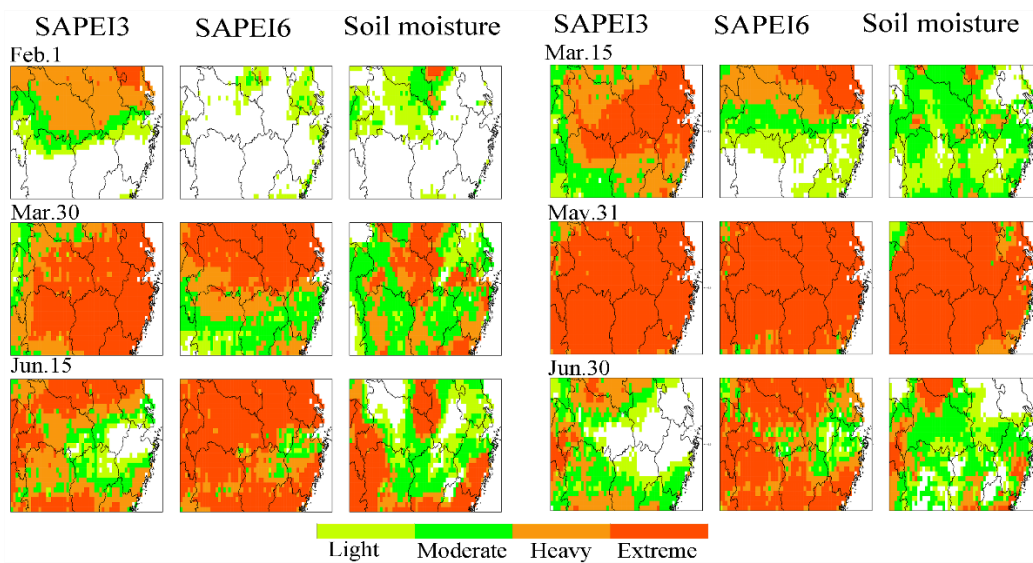 SAPEI3 SAPEI6 Soil moisture SAPEI3 SAPEI6 Soil moisture
Feb.1 Mar.15
Mar.30 May.31
Jun.15 Jun.30
Light Moderate Heavy Extreme